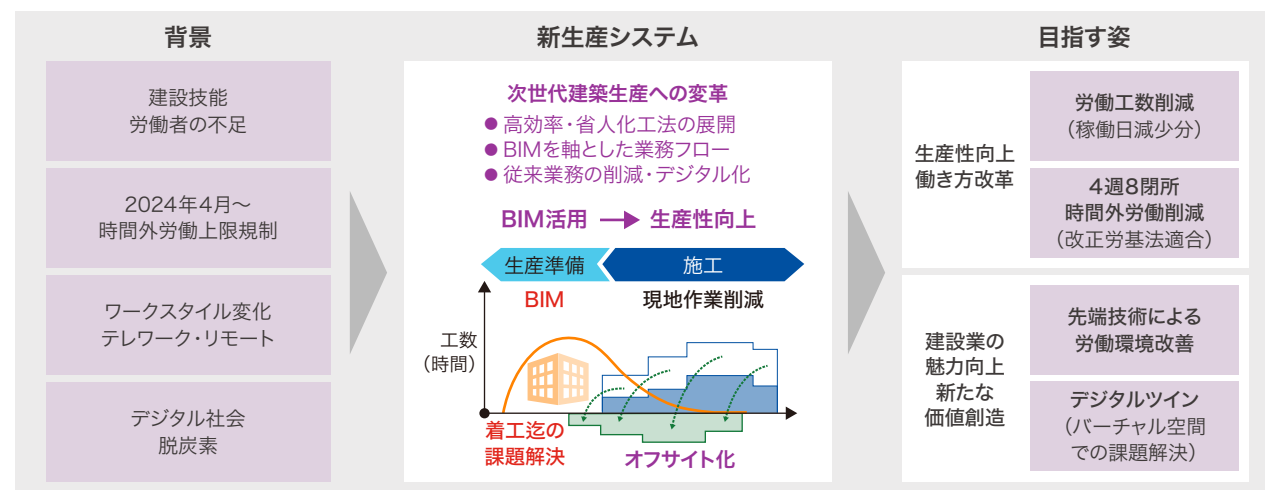 背景
建設技能
労働者の不足
2024年4月～
時間外労働上限規制
ワークスタイル変化
テレワーク・リモート
デジタル社会
脱炭素
新生産システム
次世代建築生産への変革
● 高効率・省人化工法の展開
● BIMを軸とした業務フロー
● 従来業務の削減・デジタル化
BIM活用 → 生産性向上
生産準備
施工
BIM
現地作業削減
工数
（時間）
着工迄の
課題解決
オフサイト化
目指す姿
生産性向上
働き方改革
労働工数削減
（稼働日減少分）
4週8閉所
時間外労働削減
（改正労基法適合）
建設業の
魅力向上
新たな
価値創造
先端技術による
労働環境改善
デジタルツイン
（バーチャル空間
での課題解決）